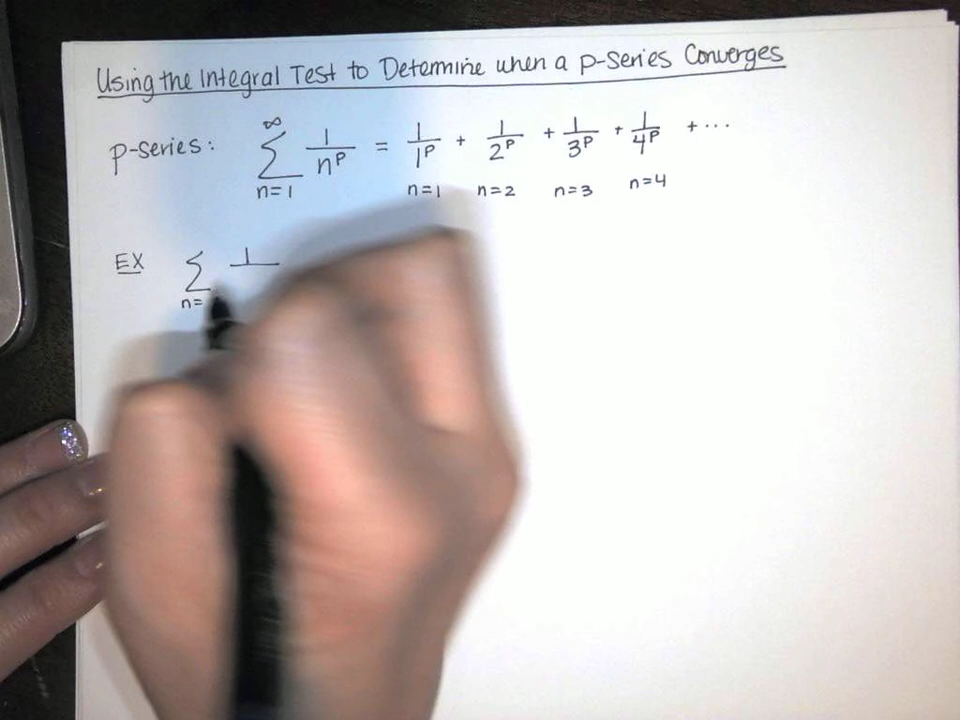 Using the Integral Test to Determine when a p-series Converges
p-series: ∞∑n=1 1/n^p = 1/1^p + 1/2^p + 1/3^p + 1/4^p + ···
n=1 n=2 n=3 n=4
EX ∑ 1
n=